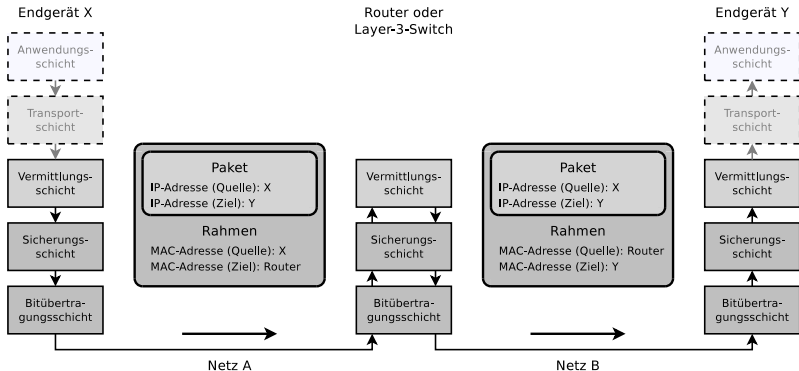 Endgerät X
Router oder
Layer-3-Switch
Endgerät Y
Anwendungs-
schicht
Transport-
schicht
Vermittlungs-
schicht
Sicherungs-
schicht
Bitübertra-
gungsschicht
Paket
IP-Adresse (Quelle): X
IP-Adresse (Ziel): Y
Rahmen
MAC-Adresse (Quelle): X
MAC-Adresse (Ziel): Router
Netz A
Vermittlungs-
schicht
Sicherungs-
schicht
Bitübertra-
gungsschicht
Paket
IP-Adresse (Quelle): X
IP-Adresse (Ziel): Y
Rahmen
MAC-Adresse (Quelle): Router
MAC-Adresse (Ziel): Y
Netz B
Anwendungs-
schicht
Transport-
schicht
Vermittlungs-
schicht
Sicherungs-
schicht
Bitübertra-
gungsschicht